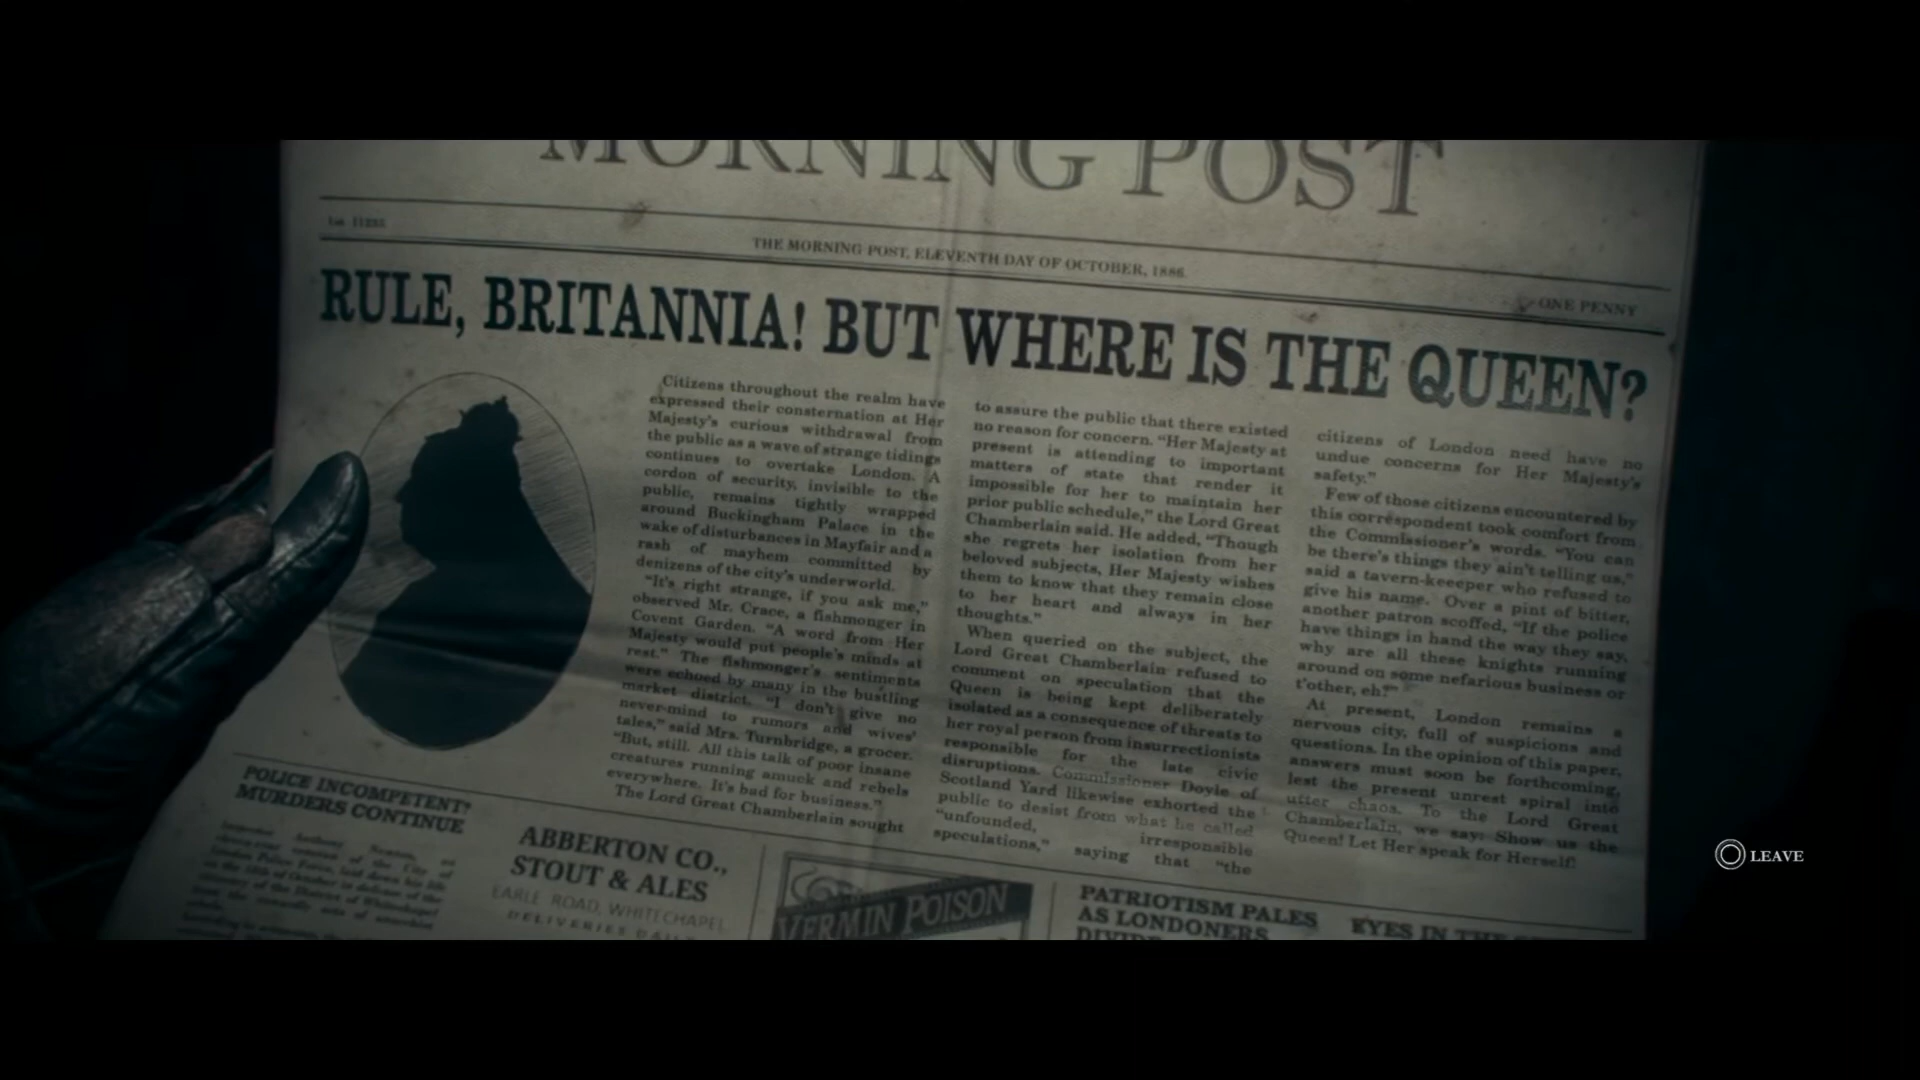 MORNING POST
THE MORNING POST, ELEVENTH DAY OF OCTOBER, 1886.
ONE PENNY
RULE, BRITANNIA! BUT WHERE IS THE QUEEN?
Citizens throughout the realm have
expressed their consternation at Her
Majesty's curious withdrawal from
the public as a wave of strange tidings
continues to overtake London. A
cordon of security, invisible to the
public, remains tightly wrapped
around Buckingham Palace in the
wake of disturbances in Mayfair and a
rash of mayhem committed by
denizens of the city's underworld.
"It's right strange, if you ask me,"
observed Mr. Crace, a fishmonger in
Covent Garden. "A word from Her
Majesty would put people's minds at
rest." The fishmonger's sentiments
were echoed by many in the bustling
market district. "I don't give no
never-mind to rumors and wives'
tales," said Mrs. Turnbridge, a grocer.
"But, still. All this talk of poor insane
creatures running amuck and rebels
everywhere. It's bad for business."
The Lord Great Chamberlain sought
to assure the public that there existed
no reason for concern. "Her Majesty at
present is attending to important
matters of state that render it
impossible for her to maintain her
prior public schedule," the Lord Great
Chamberlain said. He added, "Though
she regrets her isolation from her
beloved subjects, Her Majesty wishes
them to know that they remain close
to her heart and always in her
thoughts."
When queried on the subject, the
Lord Great Chamberlain refused to
comment on speculation that the
Queen is being kept deliberately
isolated as a consequence of threats to
her royal person from insurrectionists
responsible for the late civic
disruptions. Commissioner Doyle of
Scotland Yard likewise exhorted the
public to desist from what he called
"unfounded, irresponsible
speculations," saying that "the
citizens of London need have no
undue concerns for Her Majesty's
safety."
Few of those citizens encountered by
this correspondent took comfort from
the Commissioner's words. "You can
be there's things they ain't telling us,"
said a tavern-keeeper who refused to
give his name. Over a pint of bitter,
another patron scoffed, "If the police
have things in hand the way they say,
why are all these knights running
around on some nefarious business or
t'other, eh?"
At present, London remains a
nervous city, full of suspicions and
questions. In the opinion of this paper,
answers must soon be forthcoming,
lest the present unrest spiral into
utter chaos. To the Lord Great
Chamberlain, we say: Show us the
Queen! Let Her speak for Herself!
POLICE INCOMPETENT?
MURDERS CONTINUE
ABBERTON CO.,
STOUT & ALES
EARLE ROAD, WHITECHAPEL
DELIVERIES DAILY
VERMIN POISON
PATRIOTISM PALES
AS LONDONERS
DIVIDE
EYES IN THE
LEAVE